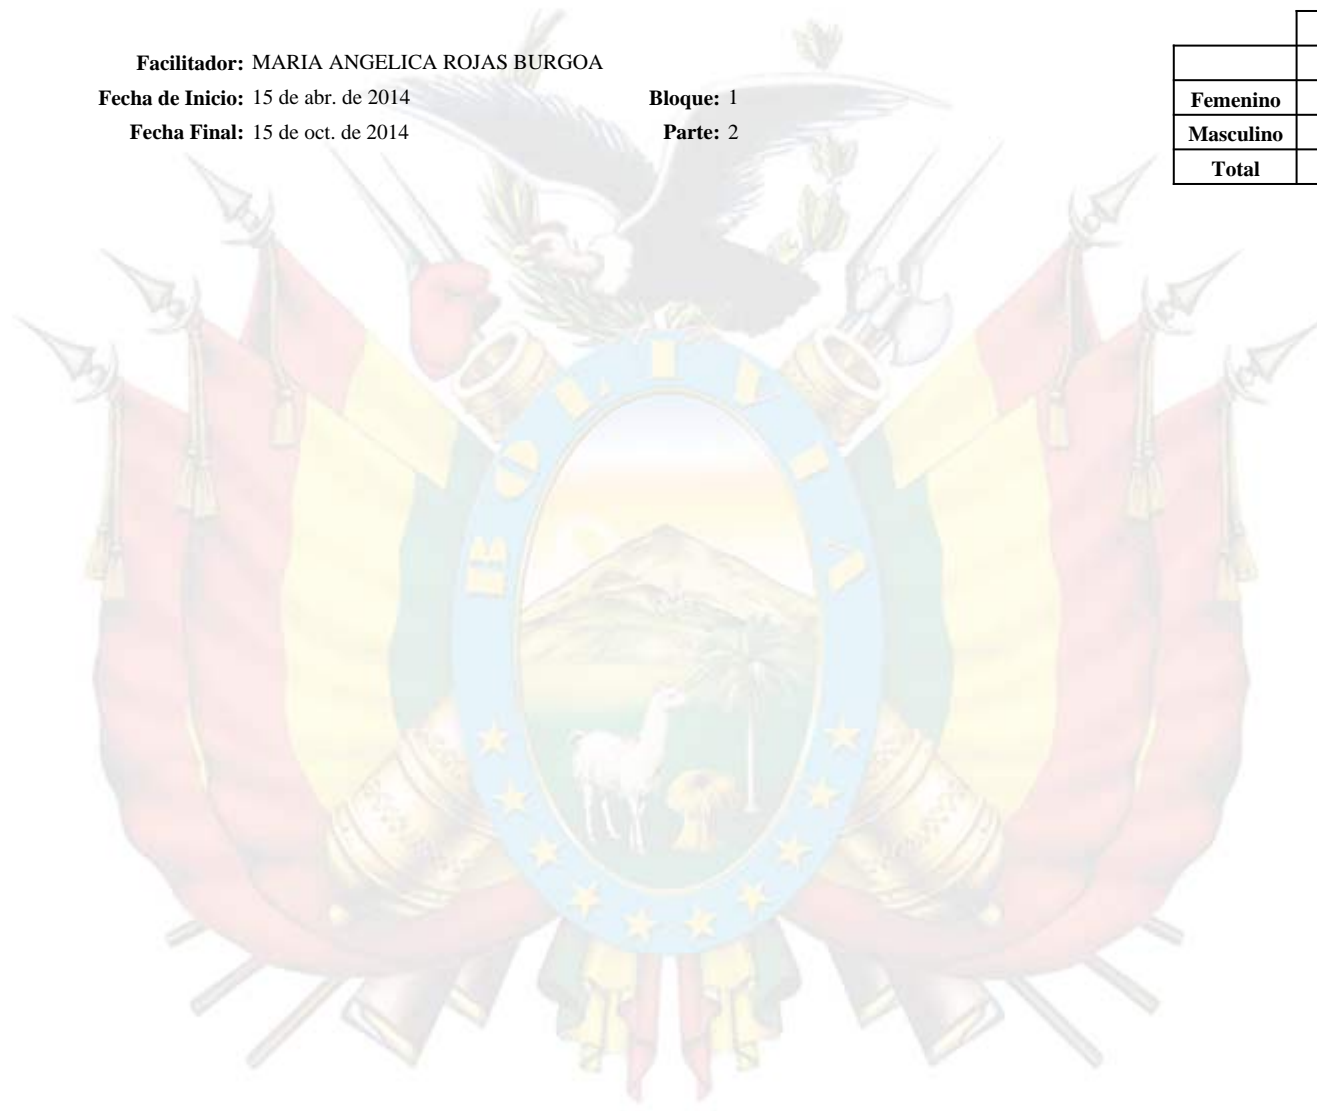 Facilitador: MARIA ANGELICA ROJAS BURGOA
Fecha de Inicio: 15 de abr. de 2014 Bloque: 1
Fecha Final: 15 de oct. de 2014 Parte: 2
Femenino
Masculino
Total
BOLIVIA